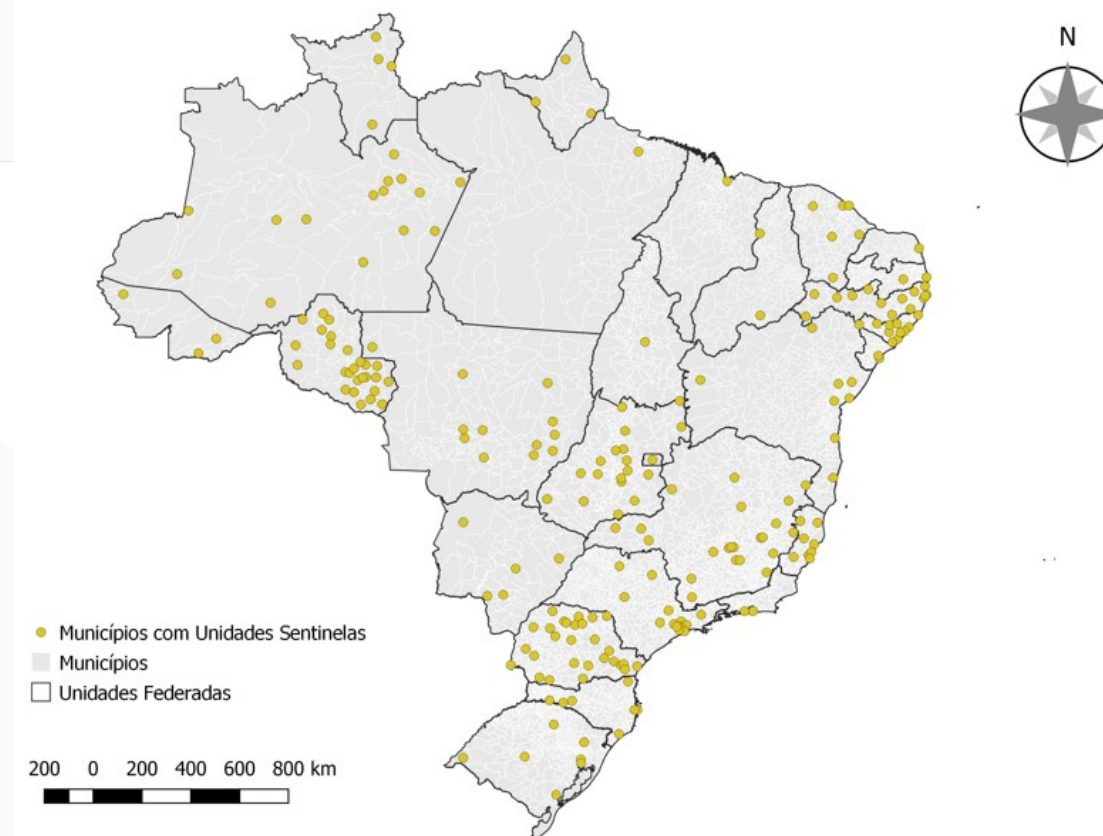 N
Municípios com Unidades Sentinelas
Municípios
Unidades Federadas
200 0 200 400 600 800 km